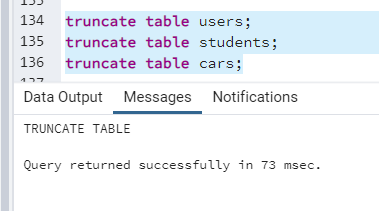 134 truncate table users;
135 truncate table students;
136 truncate table cars;
Data Output Messages Notifications
TRUNCATE TABLE
Query returned successfully in 73 msec.